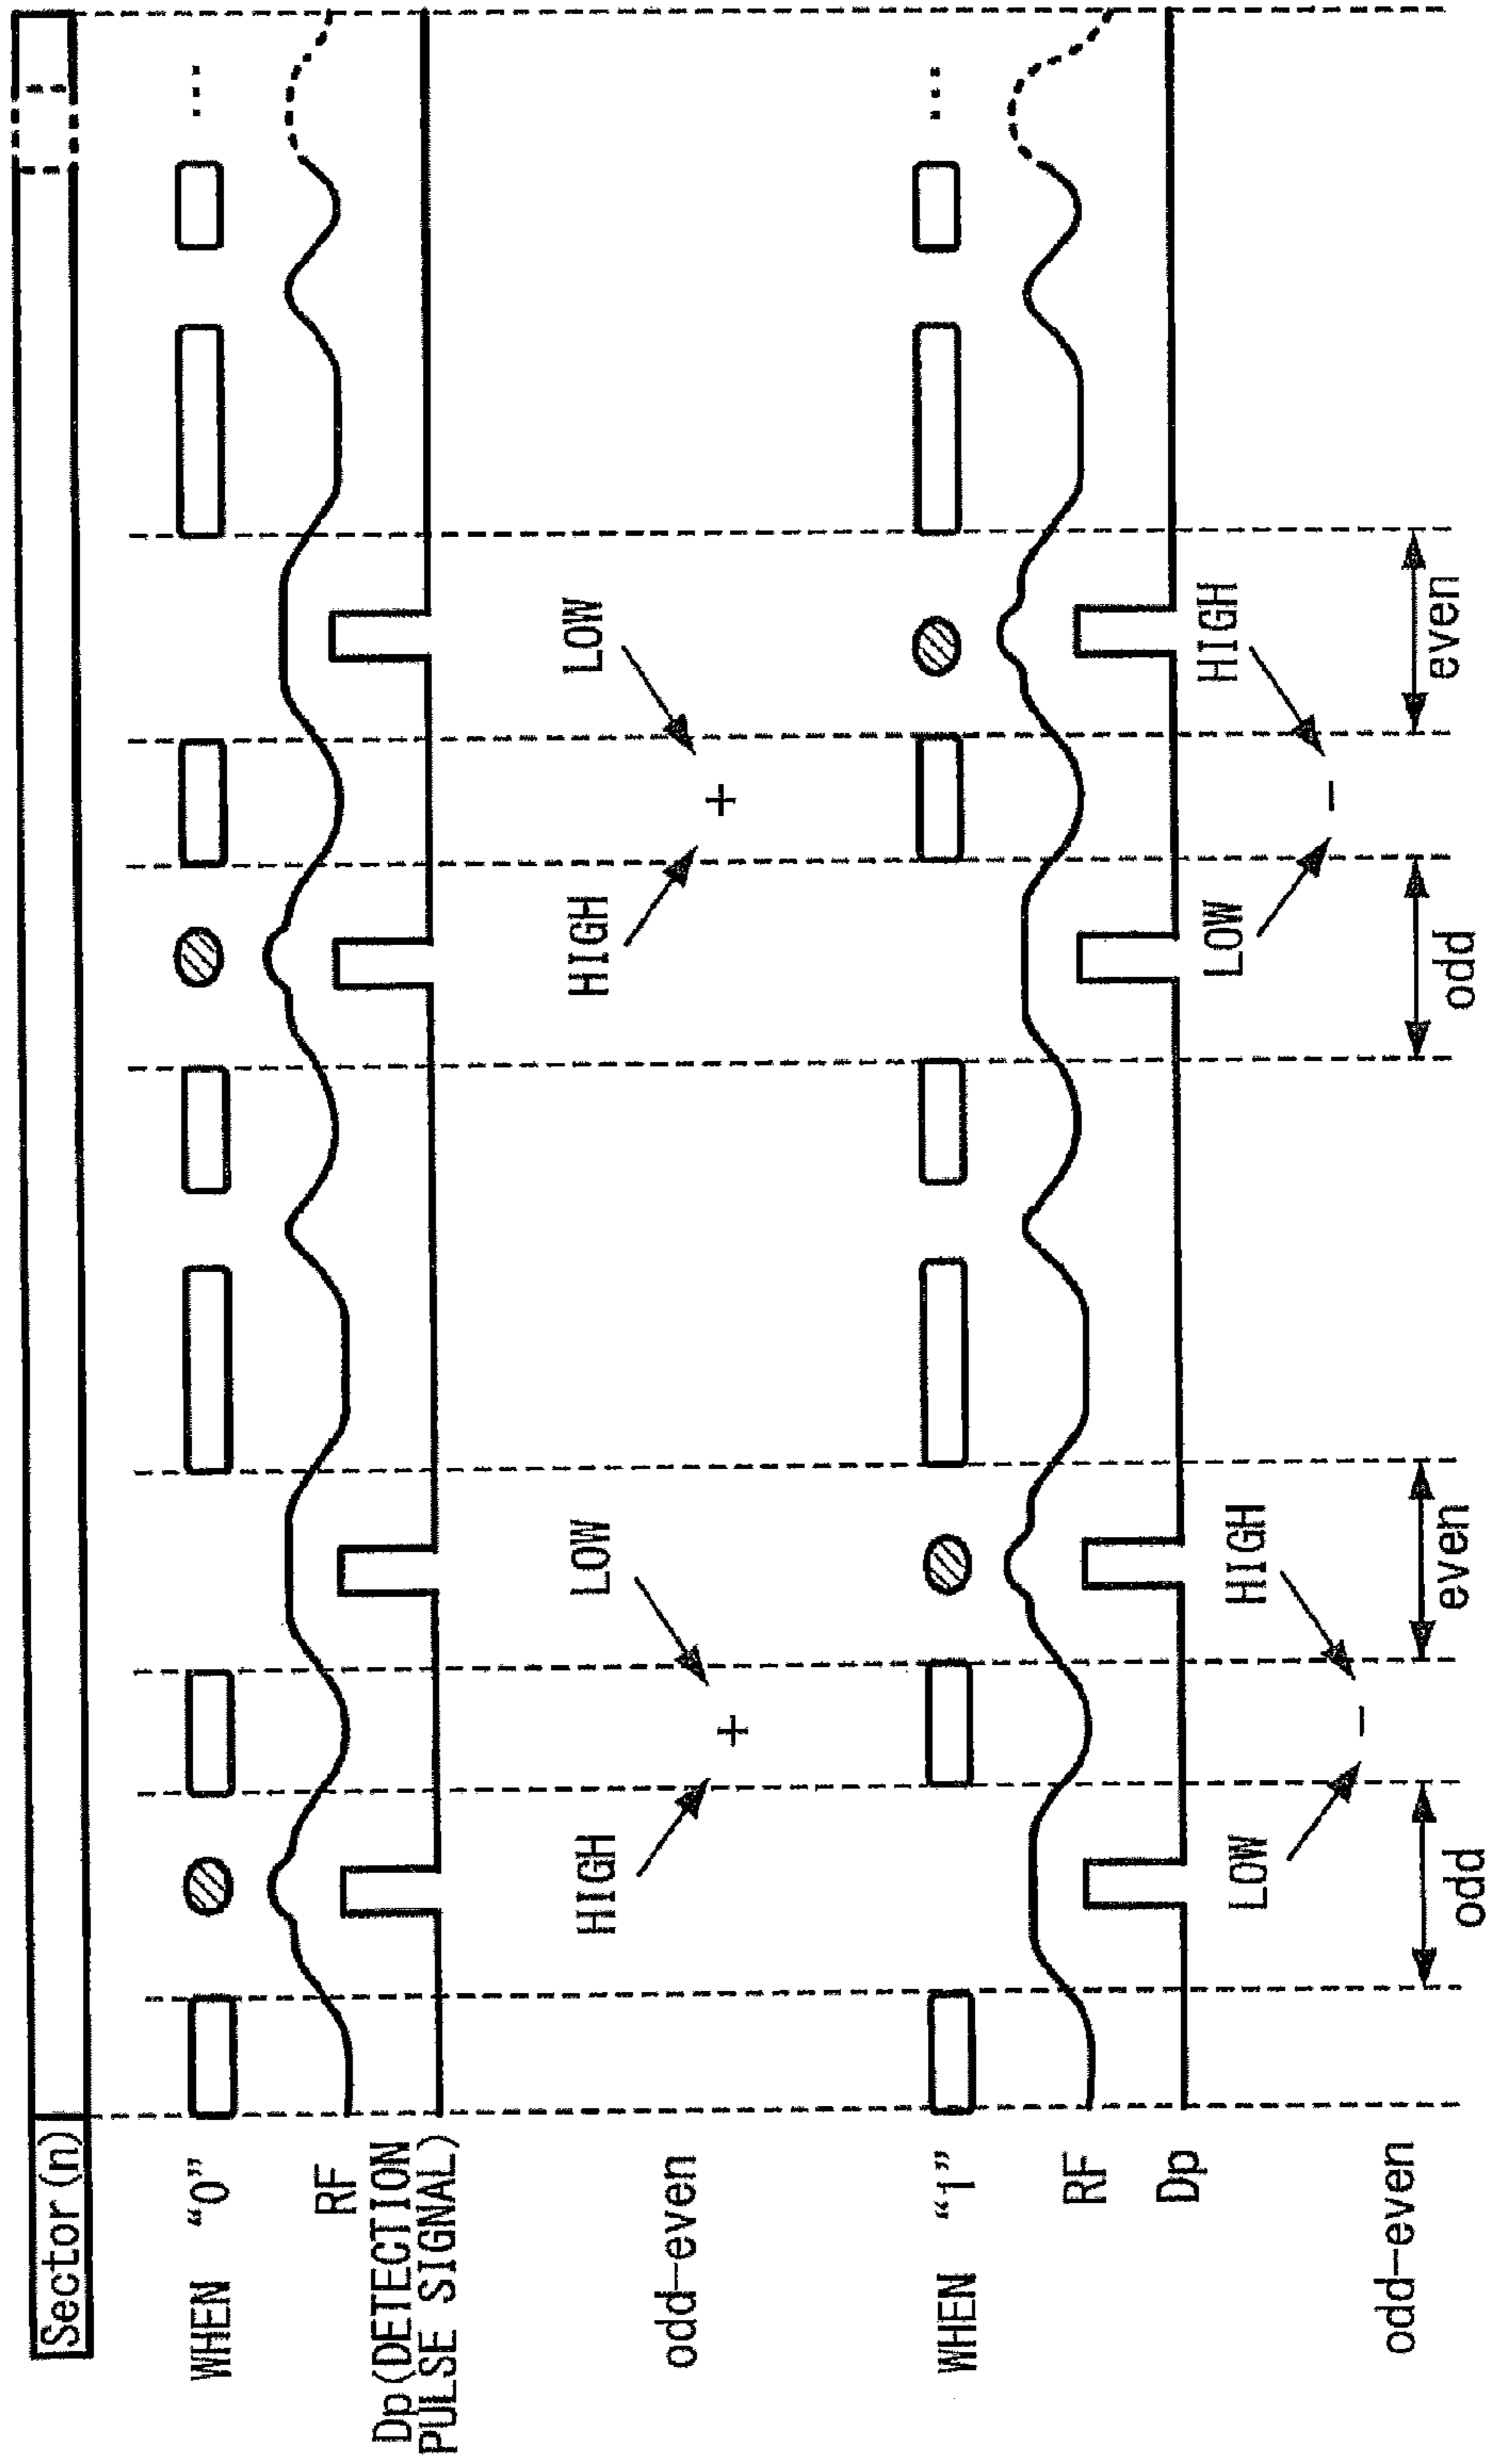 Sector(n)
WHEN “0”
...
RF
Dp(DETECTION
PULSE SIGNAL)
HIGH LOW HIGH LOW
odd-even + +
WHEN “1”
...
RF
Dp
LOW HIGH LOW HIGH
odd-even - -
odd even odd even